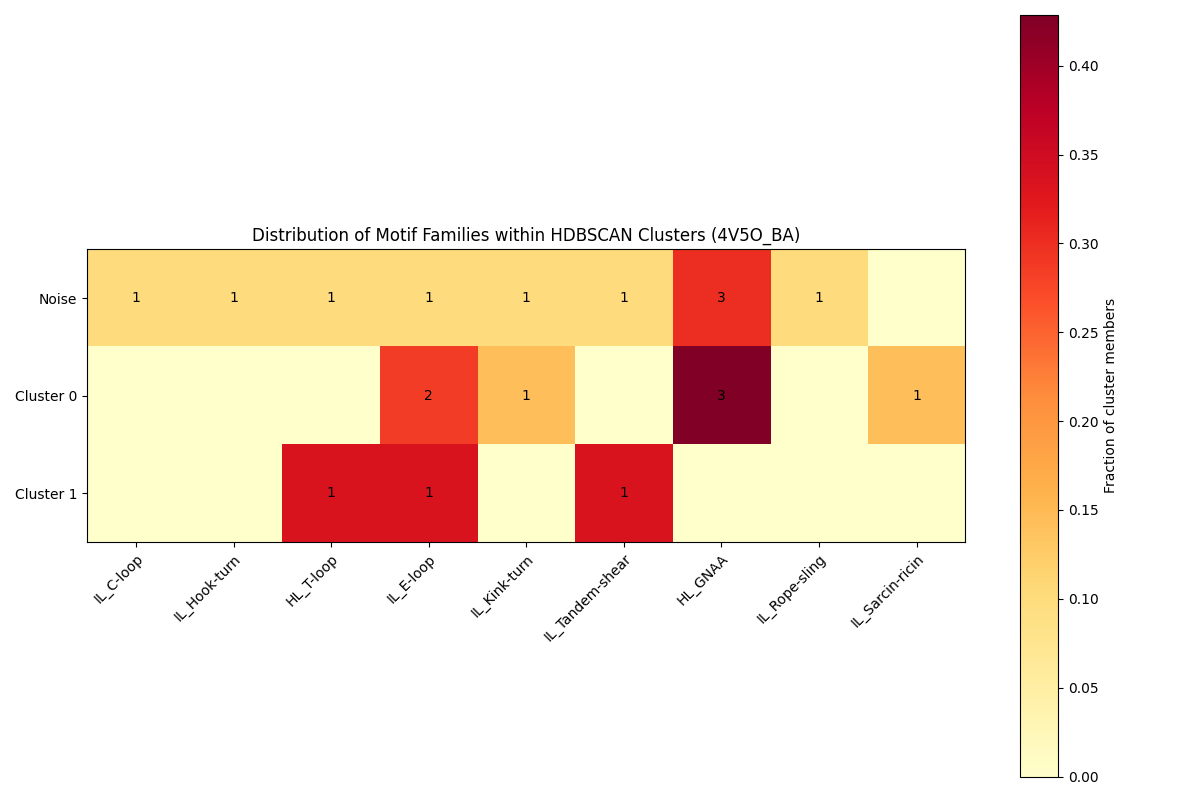 Distribution of Motif Families within HDBSCAN Clusters (4V5O_BA)
Noise 1 1 1 1 1 1 3 1
Cluster 0 2 1 3 1
Cluster 1 1 1 1
IL_C-loop
IL_Hook-turn
HL_T-loop
IL_E-loop
IL_Kink-turn
IL_Tandem-shear
HL_GNAA
IL_Rope-sling
IL_Sarcin-ricin
0.40
0.35
0.30
0.25
0.20
0.15
0.10
0.05
0.00
Fraction of cluster members